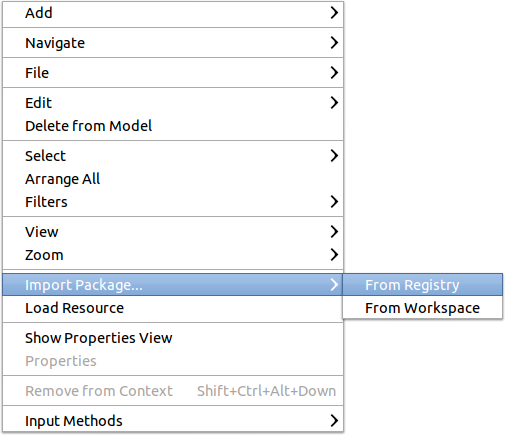 Add
Navigate
File
Edit
Delete from Model
Select
Arrange All
Filters
View
Zoom
Import Package...
From Registry
Load Resource
From Workspace
Show Properties View
Properties
Remove from Context Shift+Ctrl+Alt+Down
Input Methods